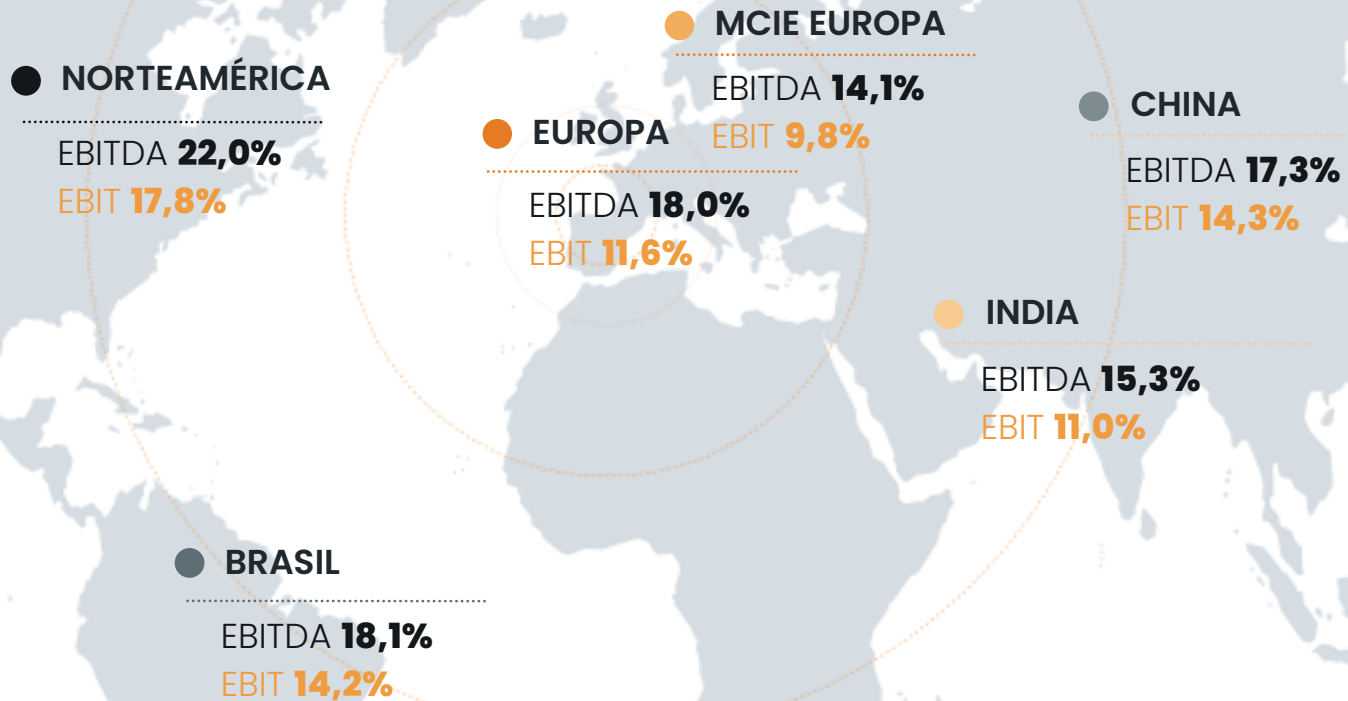 NORTEAMÉRICA
EBITDA 22,0%
EBIT 17,8%
MCIE EUROPA
EBITDA 14,1%
EBIT 9,8%
EUROPA
EBITDA 18,0%
EBIT 11,6%
CHINA
EBITDA 17,3%
EBIT 14,3%
INDIA
EBITDA 15,3%
EBIT 11,0%
BRASIL
EBITDA 18,1%
EBIT 14,2%